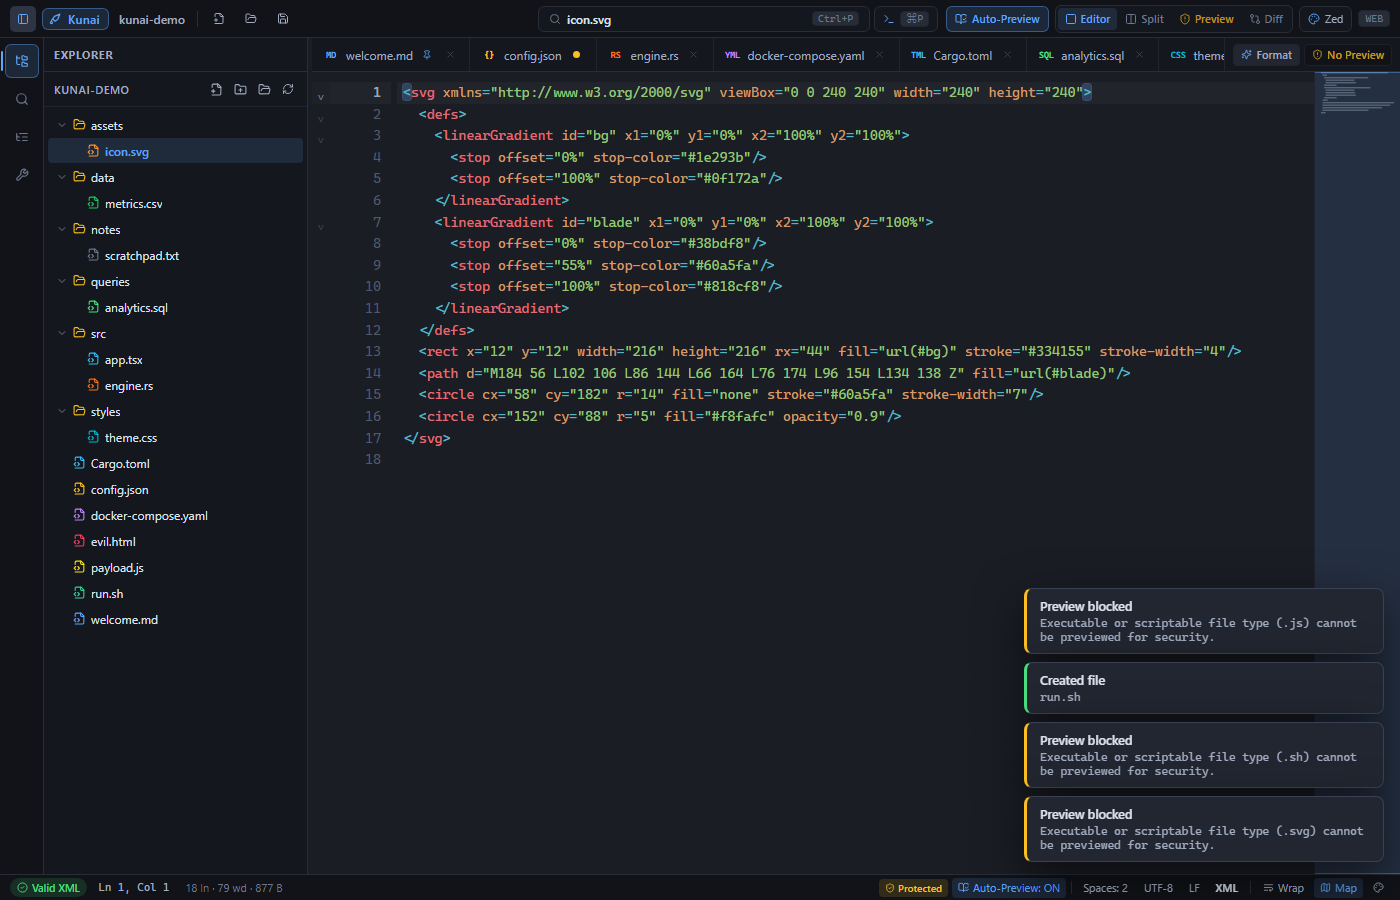 Kunai kunai-demo icon.svg Ctrl+P ⌘P Auto-Preview Editor Split Preview Diff Zed WEB
EXPLORER
MD welcome.md {} config.json RS engine.rs YML docker-compose.yaml TML Cargo.toml SQL analytics.sql CSS theme Format No Preview
KUNAI-DEMO
assets
icon.svg
data
metrics.csv
notes
scratchpad.txt
queries
analytics.sql
src
app.tsx
engine.rs
styles
theme.css
Cargo.toml
config.json
docker-compose.yaml
evil.html
payload.js
run.sh
welcome.md
1 <svg xmlns="http://www.w3.org/2000/svg" viewBox="0 0 240 240" width="240" height="240">
2 <defs>
3 <linearGradient id="bg" x1="0%" y1="0%" x2="100%" y2="100%">
4 <stop offset="0%" stop-color="#1e293b"/>
5 <stop offset="100%" stop-color="#0f172a"/>
6 </linearGradient>
7 <linearGradient id="blade" x1="0%" y1="0%" x2="100%" y2="100%">
8 <stop offset="0%" stop-color="#38bdf8"/>
9 <stop offset="55%" stop-color="#60a5fa"/>
10 <stop offset="100%" stop-color="#818cf8"/>
11 </linearGradient>
12 </defs>
13 <rect x="12" y="12" width="216" height="216" rx="44" fill="url(#bg)" stroke="#334155" stroke-width="4"/>
14 <path d="M184 56 L102 106 L86 144 L66 164 L76 174 L96 154 L134 138 Z" fill="url(#blade)"/>
15 <circle cx="58" cy="182" r="14" fill="none" stroke="#60a5fa" stroke-width="7"/>
16 <circle cx="152" cy="88" r="5" fill="#f8fafc" opacity="0.9"/>
17 </svg>
18
Preview blocked
Executable or scriptable file type (.js) cannot
be previewed for security.
Created file
run.sh
Preview blocked
Executable or scriptable file type (.sh) cannot
be previewed for security.
Preview blocked
Executable or scriptable file type (.svg) cannot
be previewed for security.
Valid XML Ln 1, Col 1 18 ln · 79 wd · 877 B Protected Auto-Preview: ON Spaces: 2 UTF-8 LF XML Wrap Map